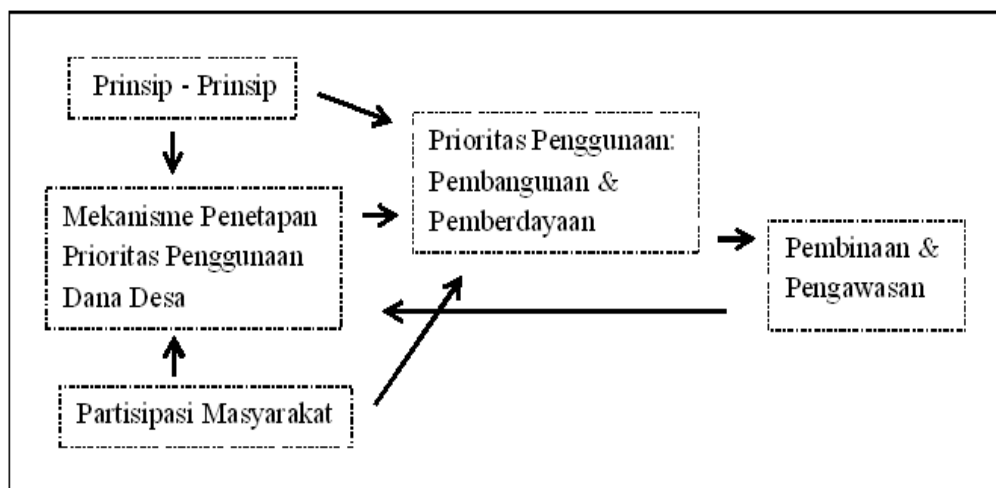 Prinsip - Prinsip
Mekanisme Penetapan
Prioritas Penggunaan
Dana Desa
Partisipasi Masyarakat
Prioritas Penggunaan:
Pembangunan &
Pemberdayaan
Pembinaan &
Pengawasan